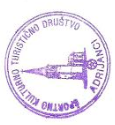 ŠPORTNO KULTURNO TURISTIČNO DRUŠTVO
ADRIJANCI